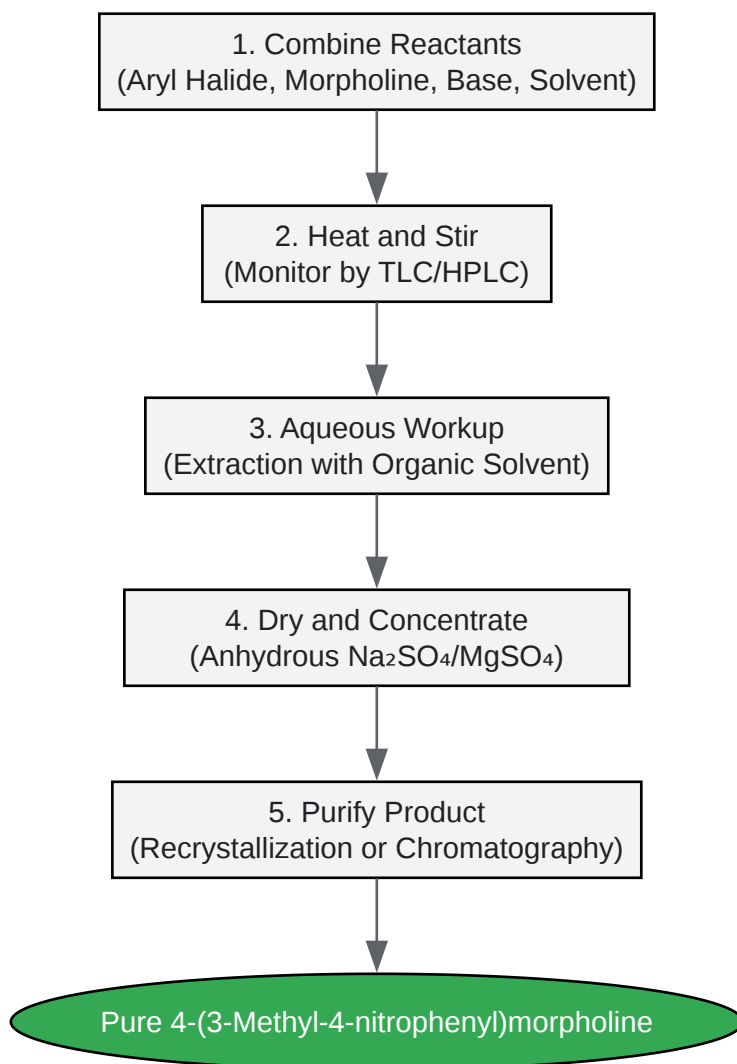 1. Combine Reactants
(Aryl Halide, Morpholine, Base, Solvent)
2. Heat and Stir
(Monitor by TLC/HPLC)
3. Aqueous Workup
(Extraction with Organic Solvent)
4. Dry and Concentrate
(Anhydrous Na₂SO₄/MgSO₄)
5. Purify Product
(Recrystallization or Chromatography)
Pure 4-(3-Methyl-4-nitrophenyl)morpholine